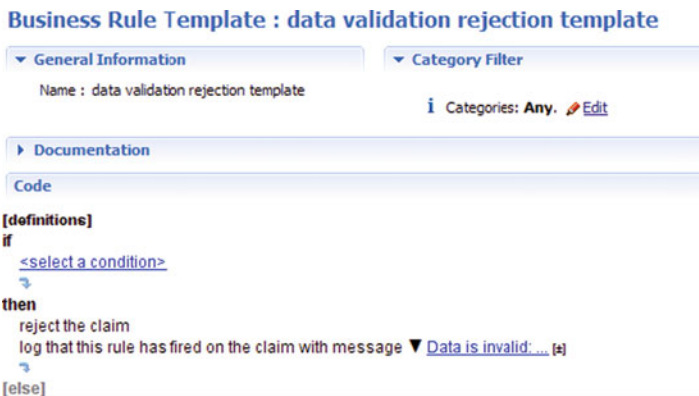 Business Rule Template : data validation rejection template
General Information
Name : data validation rejection template
Category Filter
i Categories: Any. Edit
Documentation
Code
[definitions]
if
<select a condition>
then
reject the claim
log that this rule has fired on the claim with message ▼ Data is invalid: ... [±]
[else]